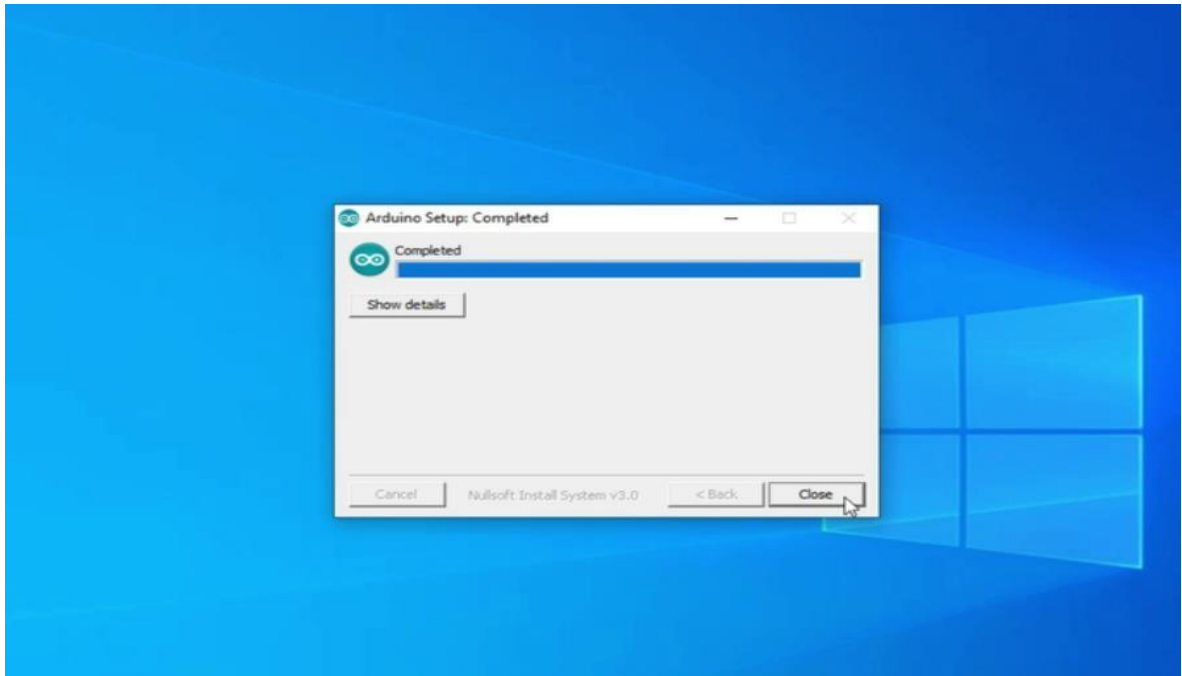 Arduino Setup: Completed
Completed
Show details
Cancel Nullsoft Install System v3.0 < Back Close